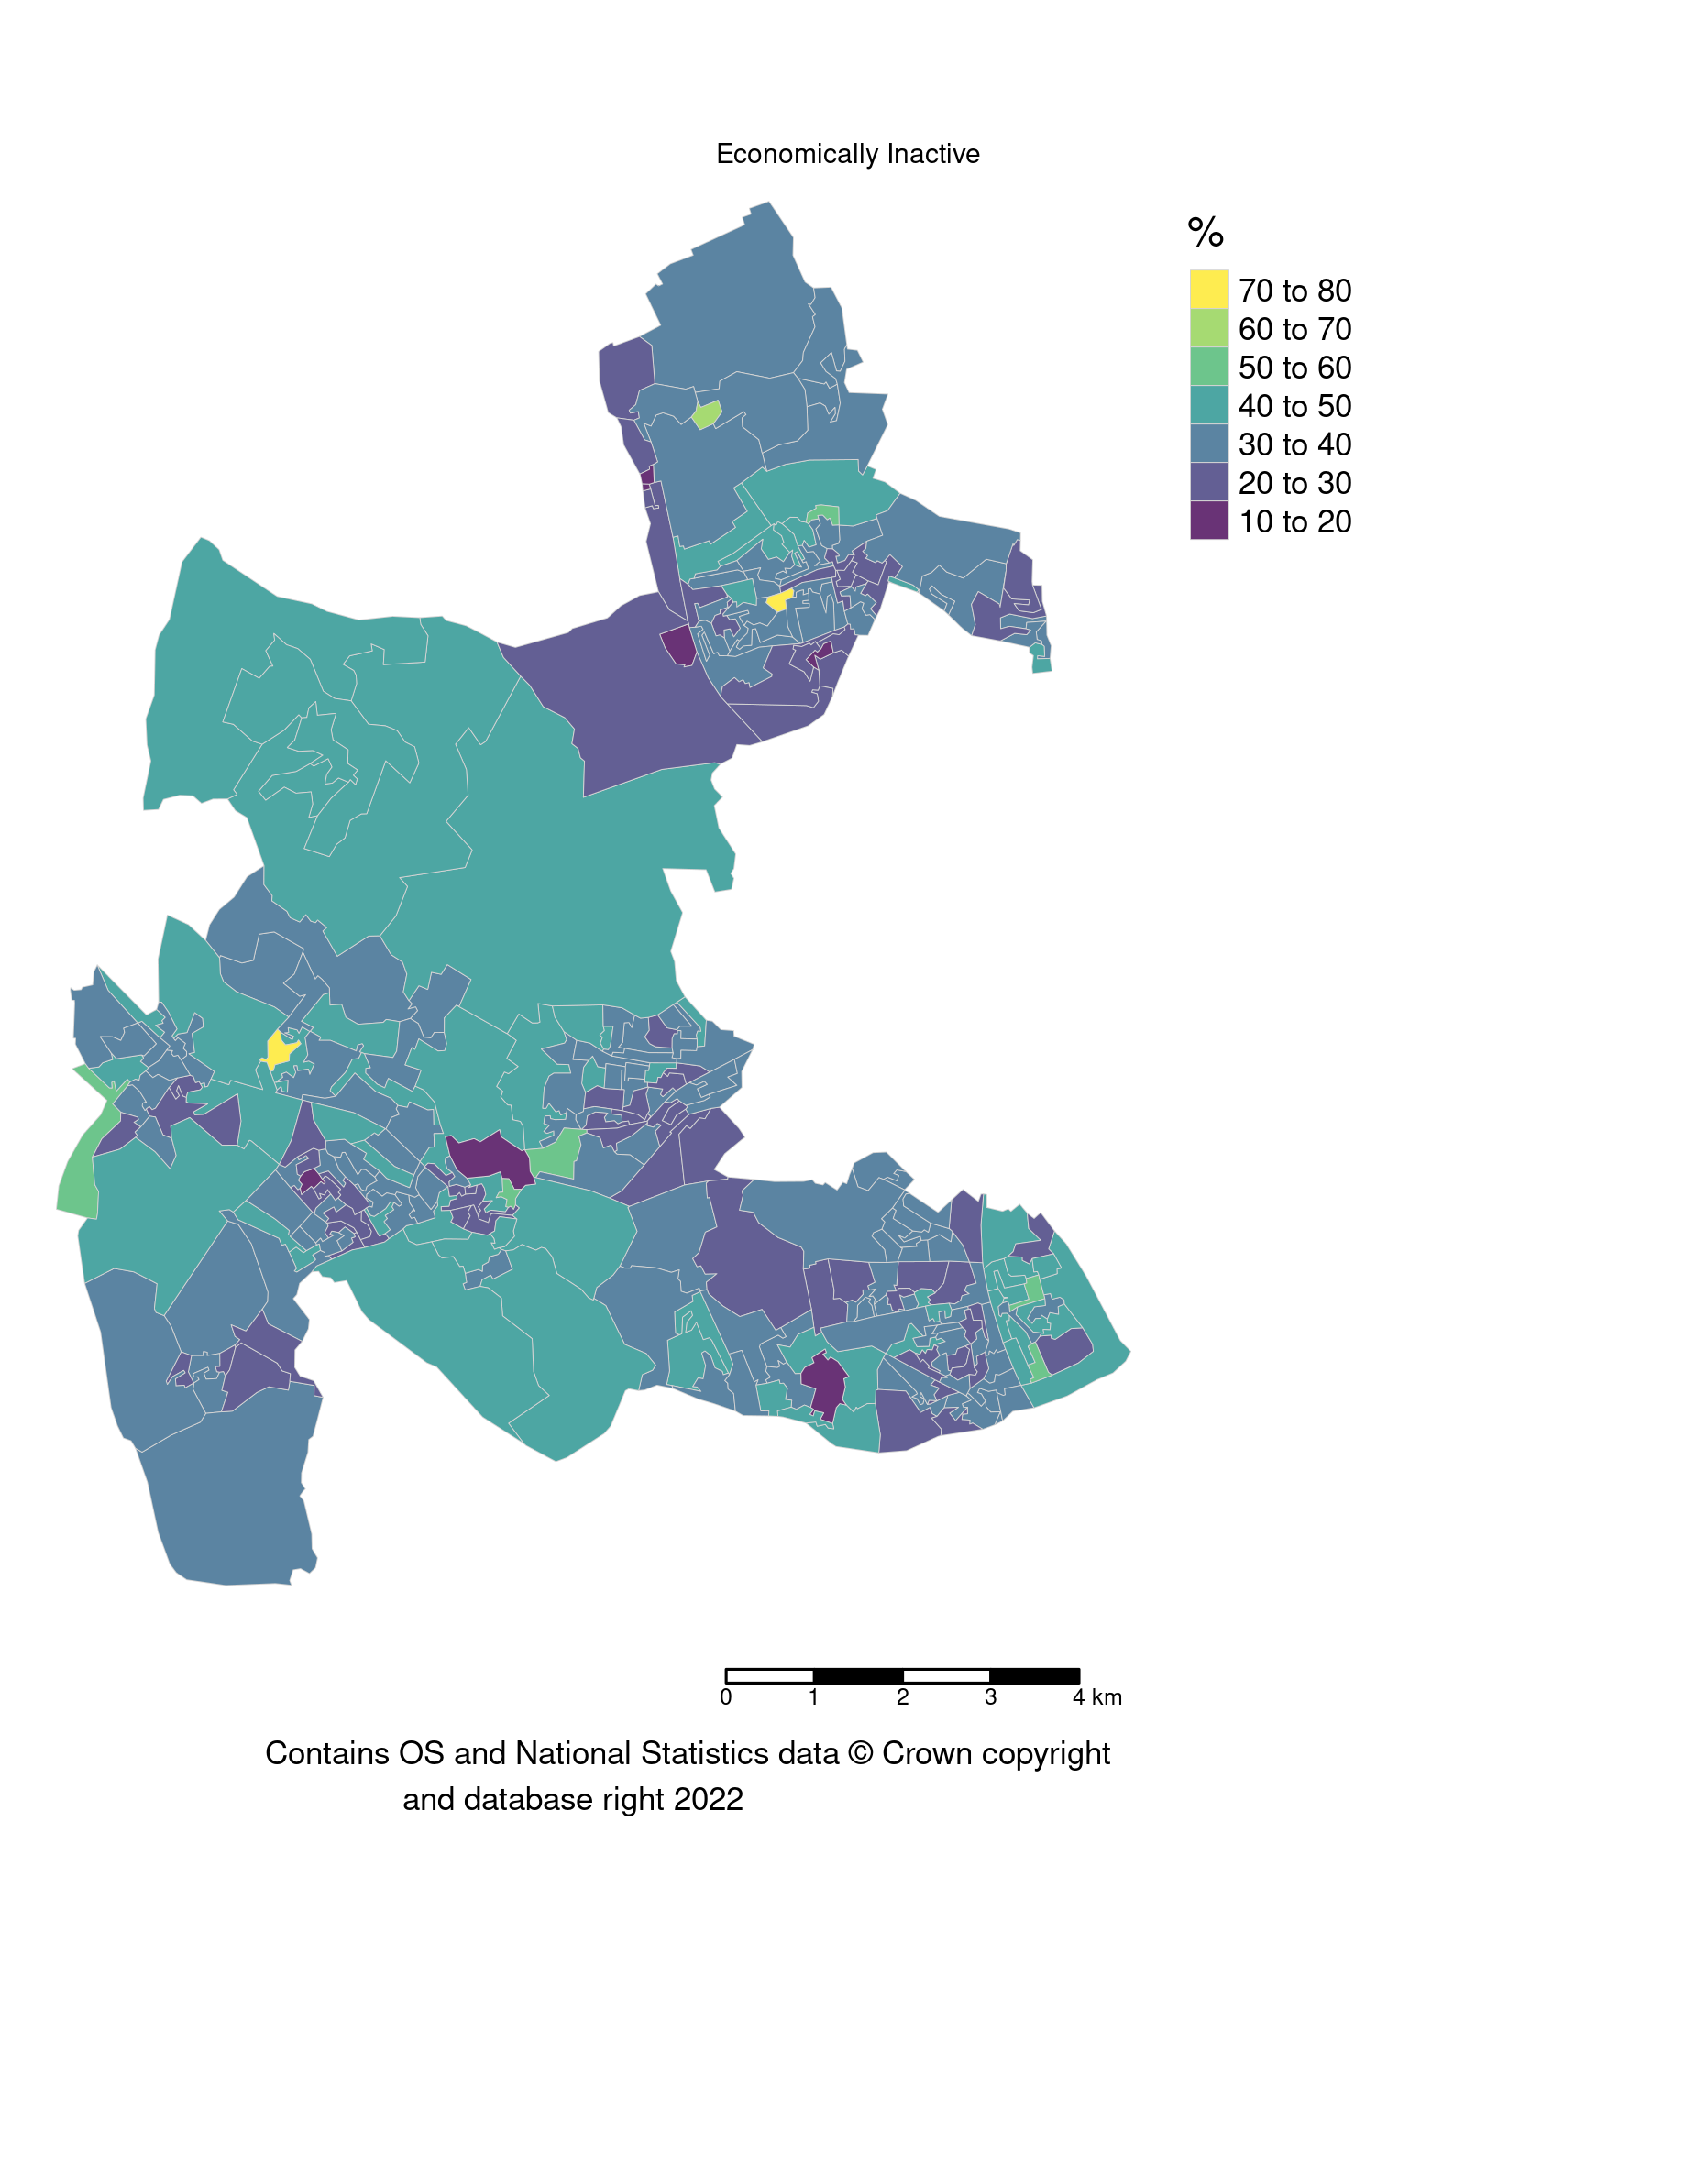 Economically Inactive
%
70 to 80
60 to 70
50 to 60
40 to 50
30 to 40
20 to 30
10 to 20
0 1 2 3 4 km
Contains OS and National Statistics data © Crown copyright
and database right 2022